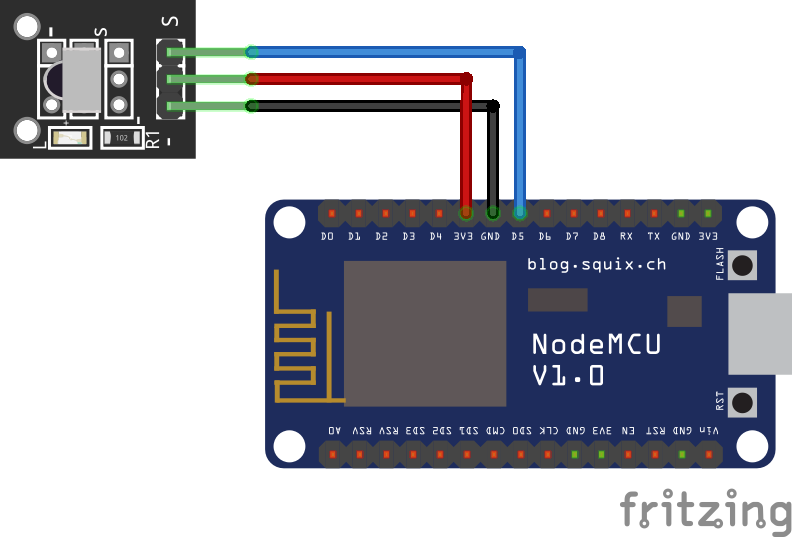 S
- S
+ -
L 102 R1 -
D0 D1 D2 D3 D4 3V3 GND D5 D6 D7 D8 RX TX GND 3V3
blog.squix.ch
FLASH
NodeMCU
V1.0
RST
A0 RSV RSV SD3 SD2 SD1 CMD SD0 CLK GND 3V3 EN RST GND Vin
fritzing